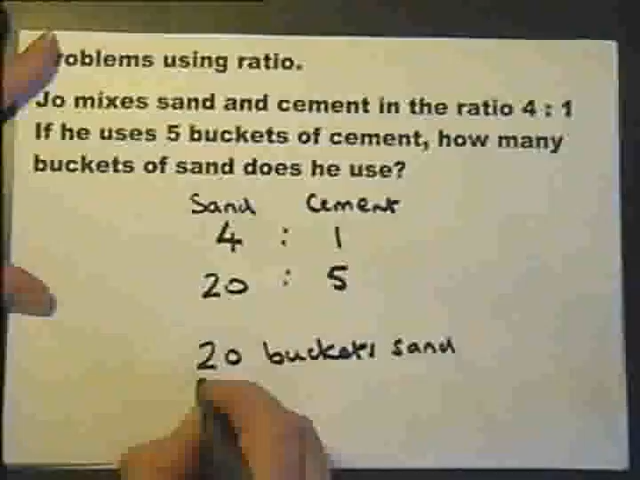 roblems using ratio.
Jo mixes sand and cement in the ratio 4 : 1
If he uses 5 buckets of cement, how many
buckets of sand does he use?
Sand Cement
4 : 1
20 : 5
20 buckets sand